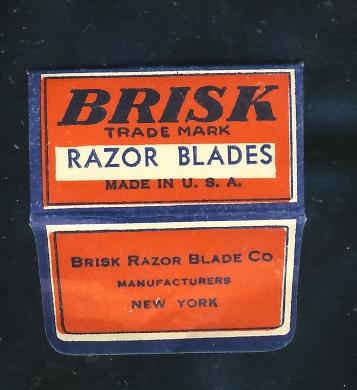 BRISK
TRADE MARK
RAZOR BLADES
MADE IN U. S. A.
BRISK RAZOR BLADE CO
MANUFACTURERS
NEW YORK